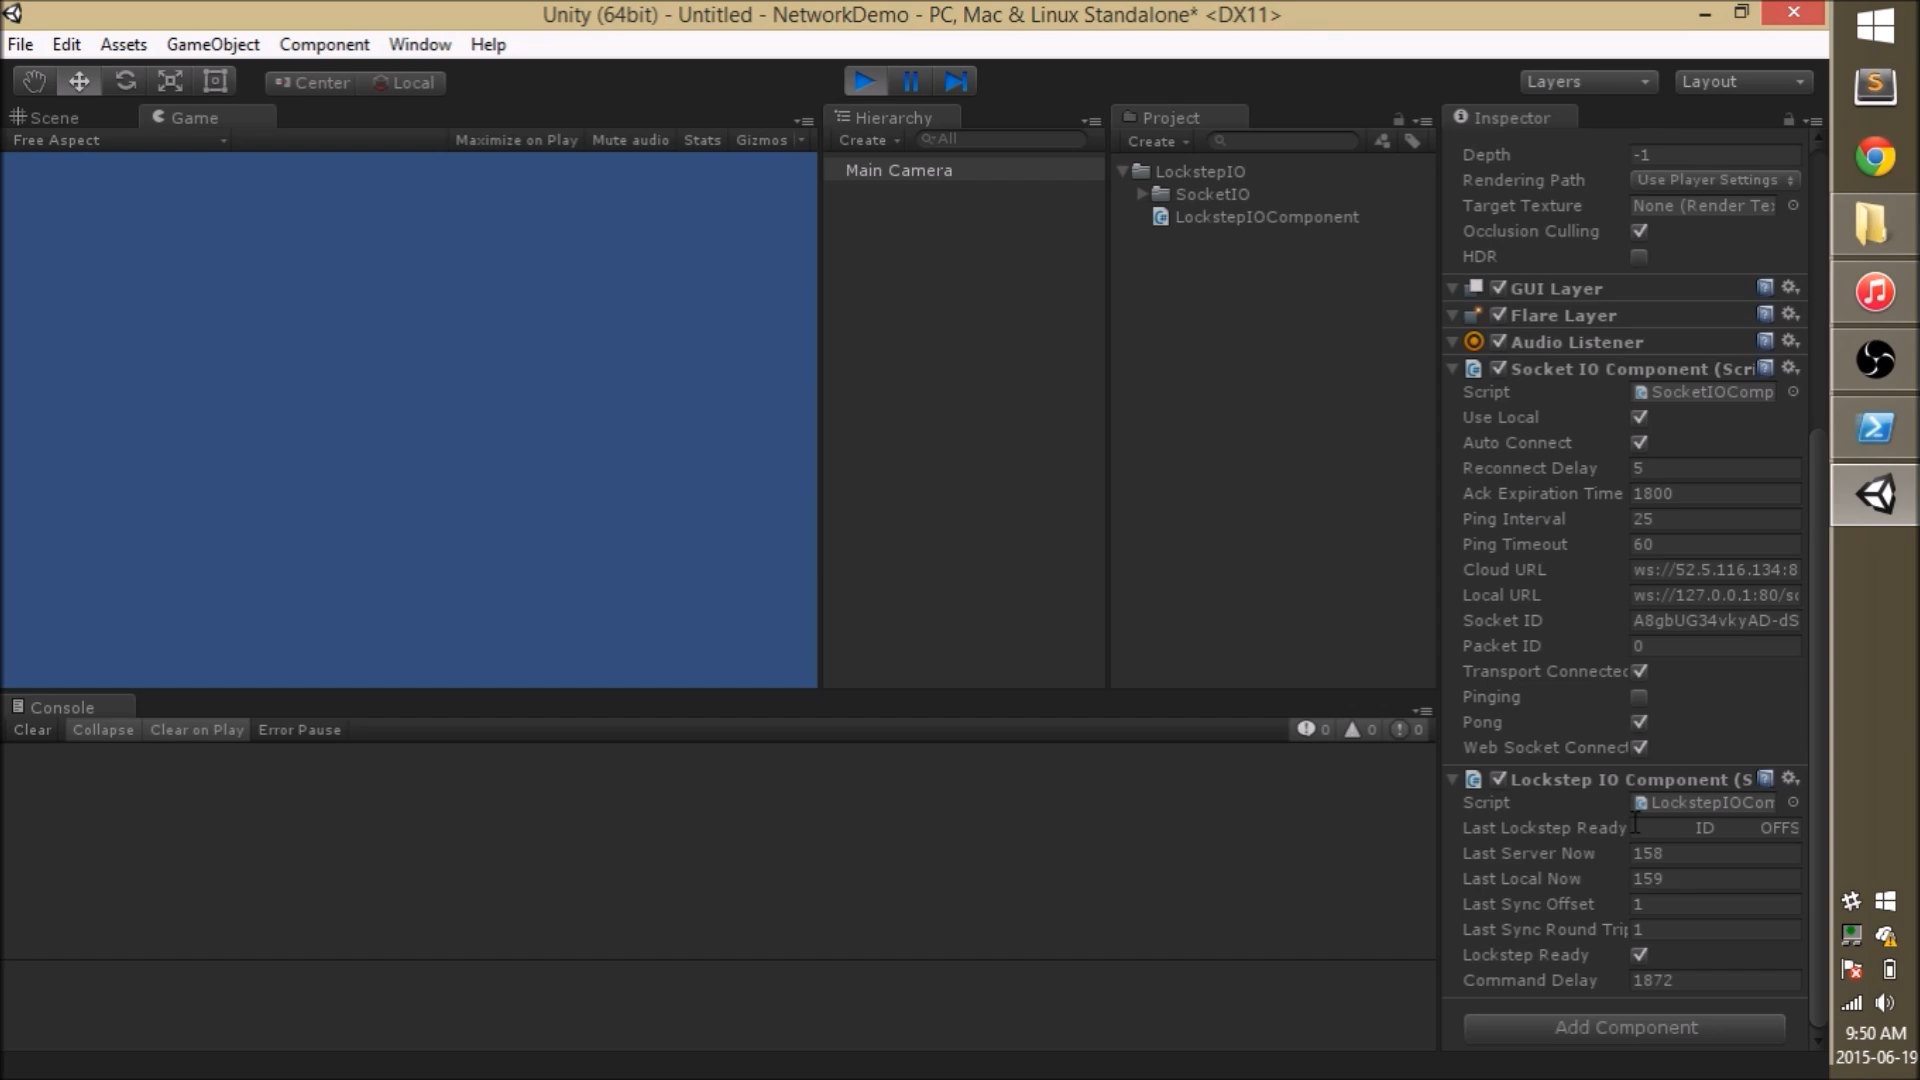 Unity (64bit) - Untitled - NetworkDemo - PC, Mac & Linux Standalone* <DX11>
File Edit Assets GameObject Component Window Help
Center Local
Layers Layout
Scene Game
Free Aspect Maximize on Play Mute audio Stats Gizmos
Hierarchy
Create All
Main Camera
Project
Create
LockstepIO
SocketIO
LockstepIOComponent
Inspector
Depth -1
Rendering Path Use Player Settings
Target Texture None (Render Te
Occlusion Culling
HDR
GUI Layer
Flare Layer
Audio Listener
Socket IO Component (Scri
Script SocketIOComp
Use Local
Auto Connect
Reconnect Delay 5
Ack Expiration Time 1800
Ping Interval 25
Ping Timeout 60
Cloud URL ws://52.5.116.134:8
Local URL ws://127.0.0.1:80/s
Socket ID A8gbUG34vkyAD-dS
Packet ID 0
Transport Connected
Pinging
Pong
Web Socket Connect
Lockstep IO Component (S
Script LockstepIOCom
Last Lockstep Ready ID OFFS
Last Server Now 158
Last Local Now 159
Last Sync Offset 1
Last Sync Round Tri 1
Lockstep Ready
Command Delay 1872
Add Component
Console
Clear Collapse Clear on Play Error Pause
0 0 0
9:50 AM
2015-06-19